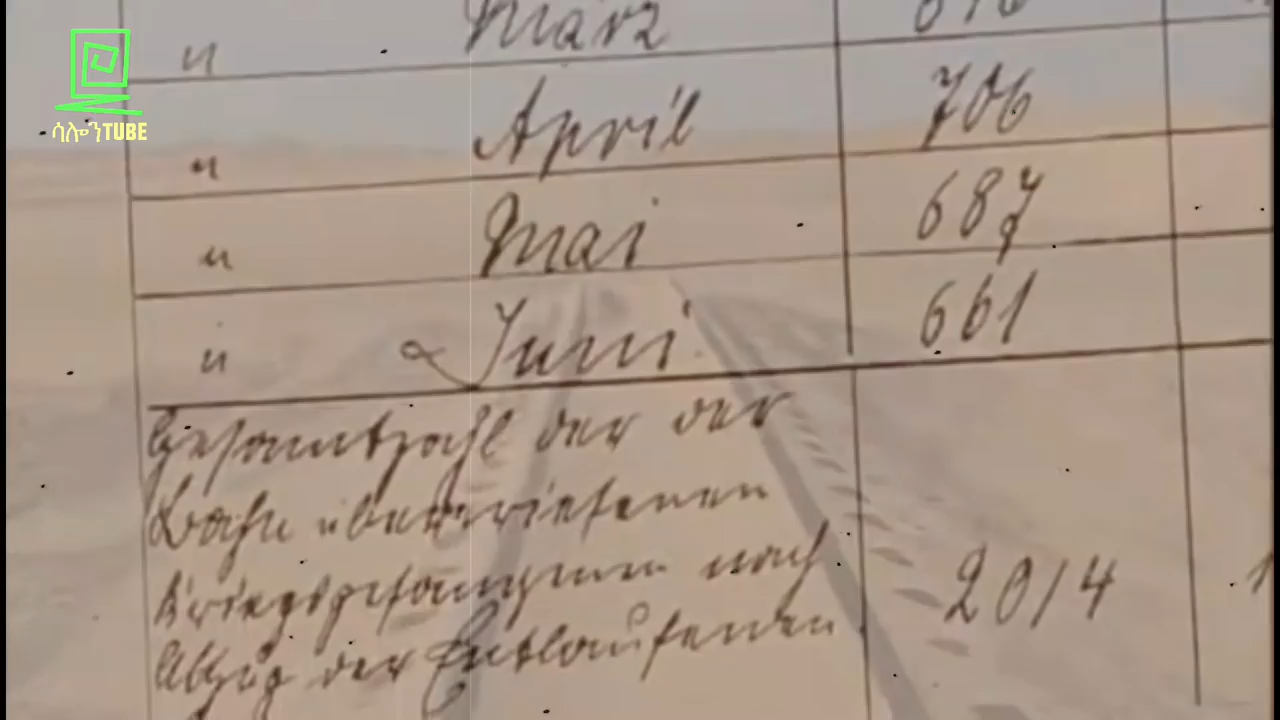 ሳሎንTUBE
" März
" April 706
" Mai 687
" Juni 661
Gesamtzahl der der
Bahn überwiesenen
Kriegsgefangenen nach
Abzug der Entlaufenen 2014